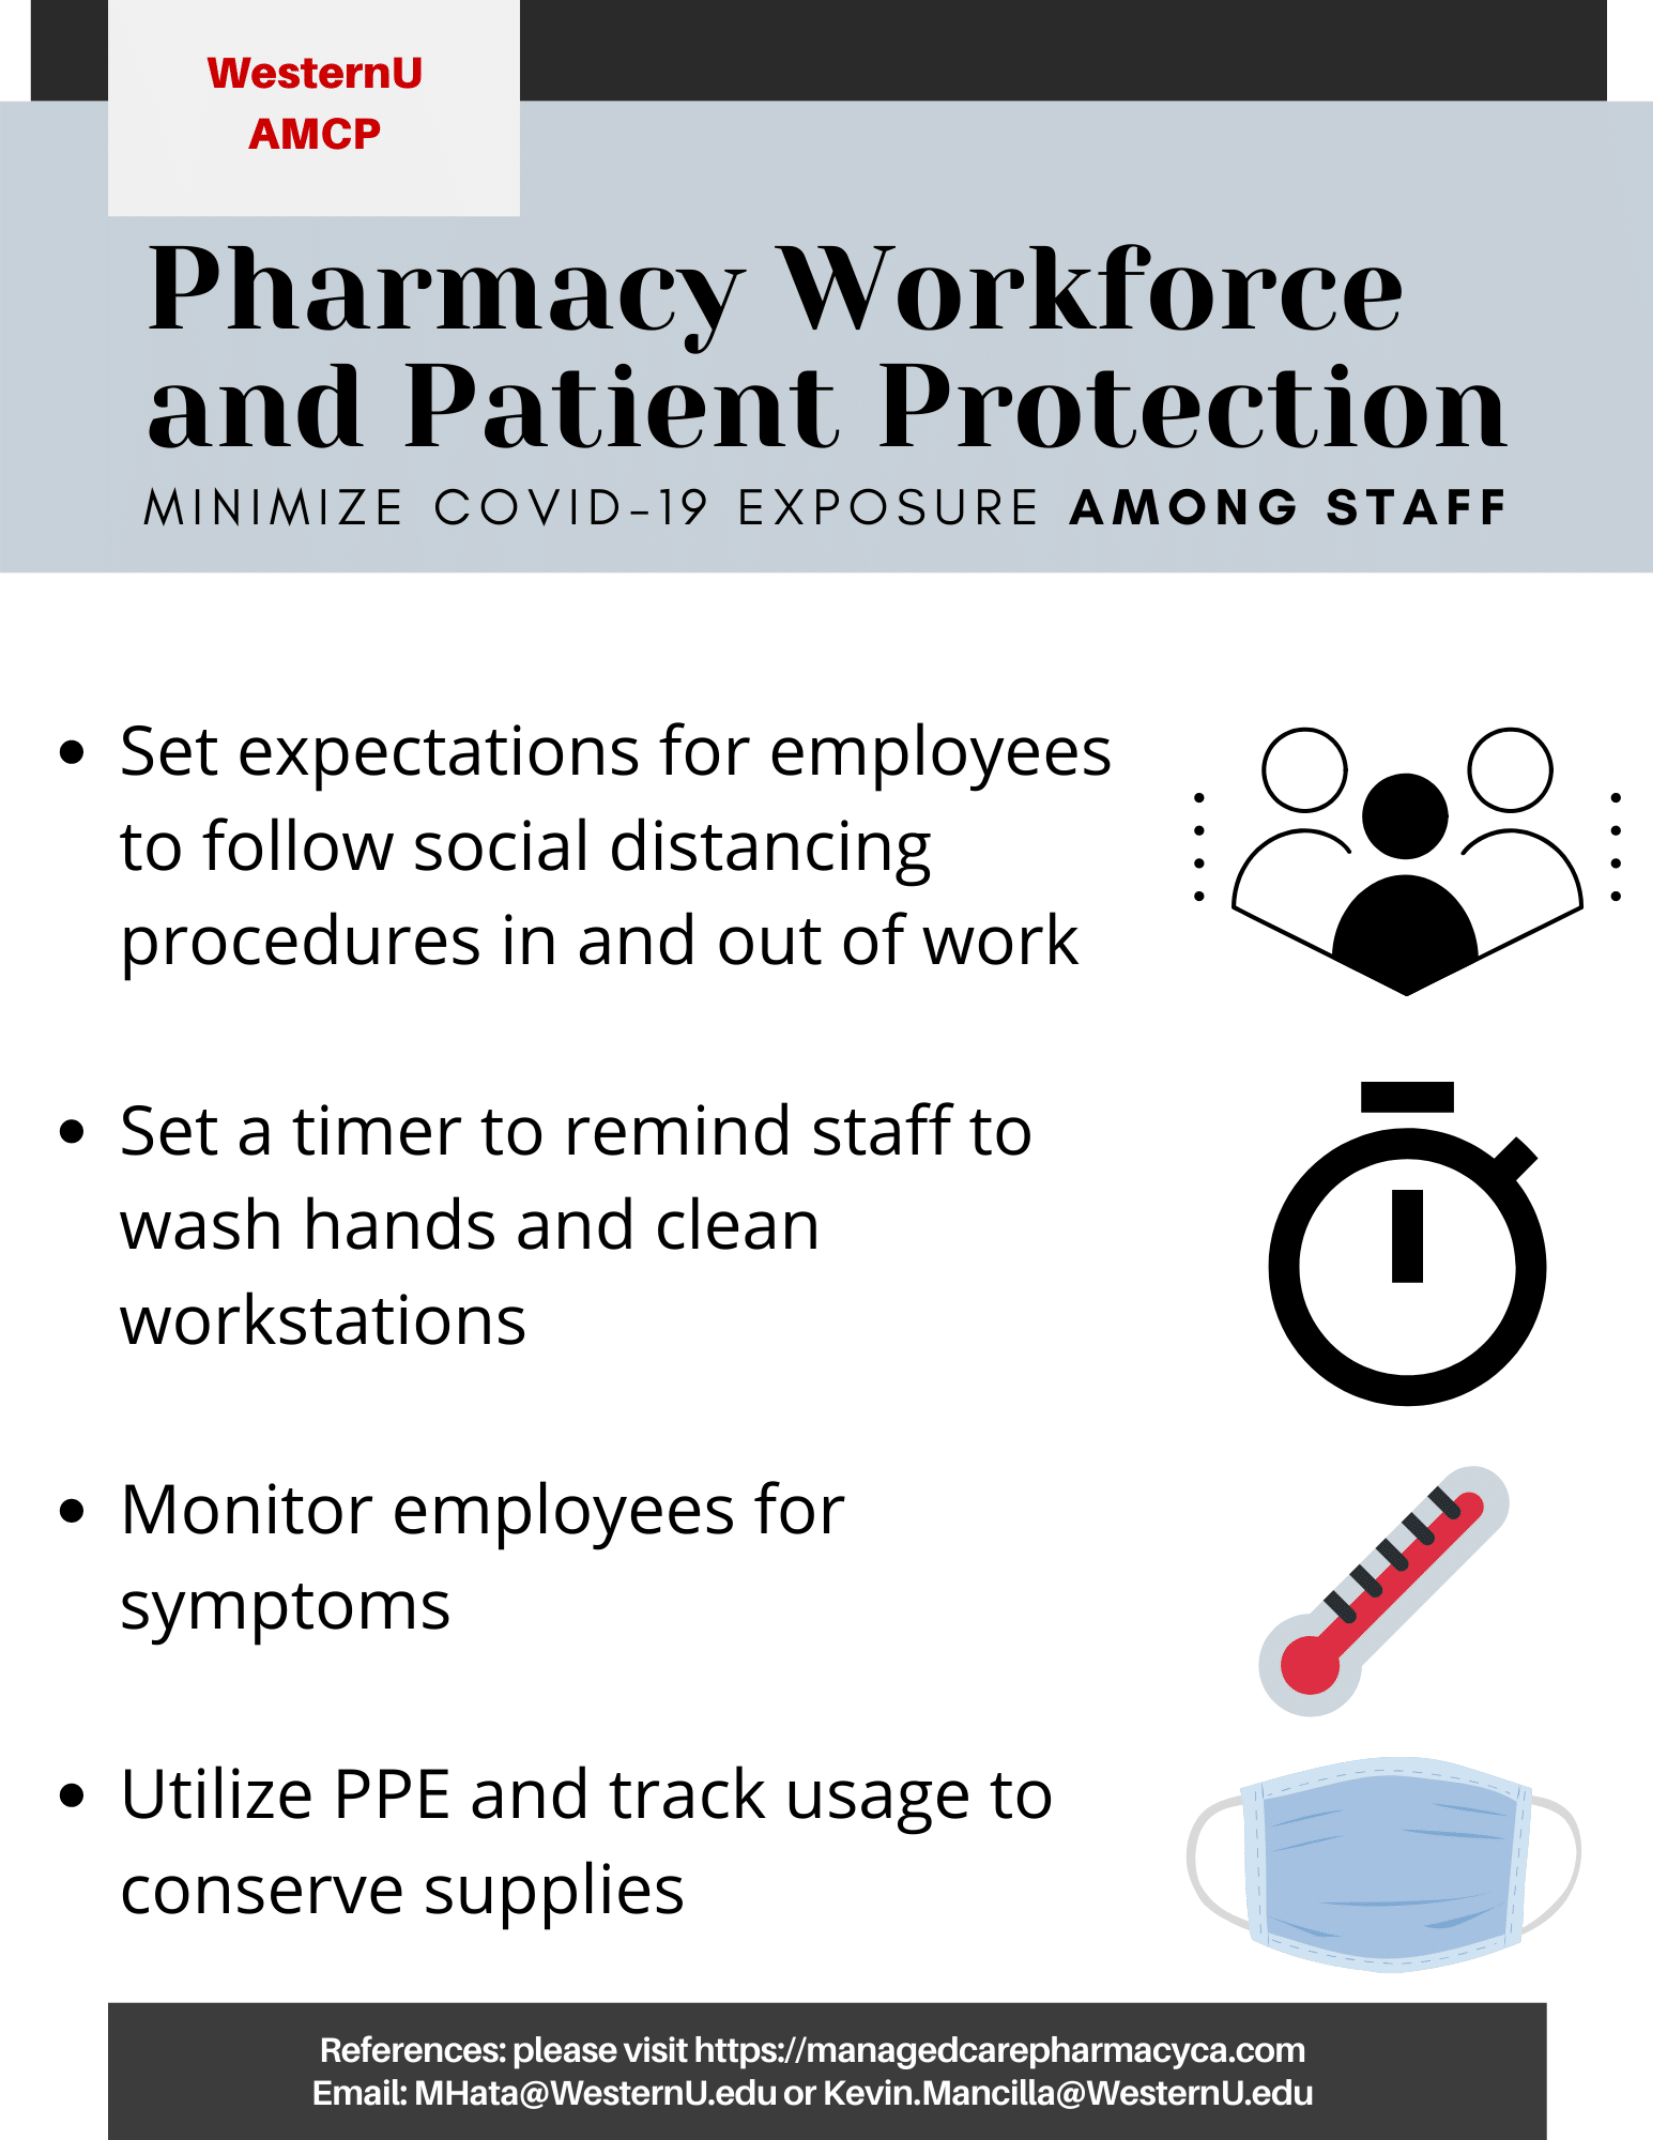 WesternU
AMCP
Pharmacy Workforce
and Patient Protection
MINIMIZE COVID-19 EXPOSURE AMONG STAFF
• Set expectations for employees
to follow social distancing
procedures in and out of work
• Set a timer to remind staff to
wash hands and clean
workstations
• Monitor employees for
symptoms
• Utilize PPE and track usage to
conserve supplies
References: please visit https://managedcarepharmacyca.com
Email: MHata@WesternU.edu or Kevin.Mancilla@WesternU.edu